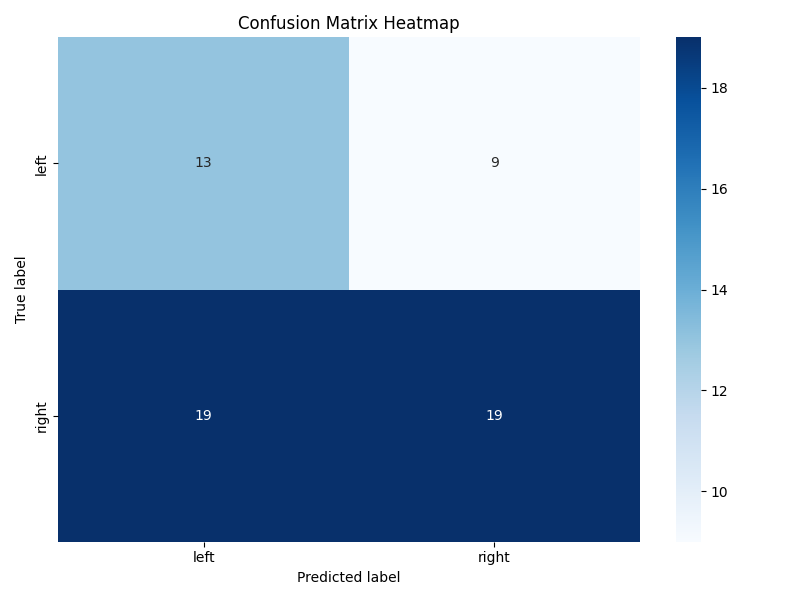 Confusion Matrix Heatmap
True label
left
13
9
right
19
19
left
right
Predicted label
18
16
14
12
10